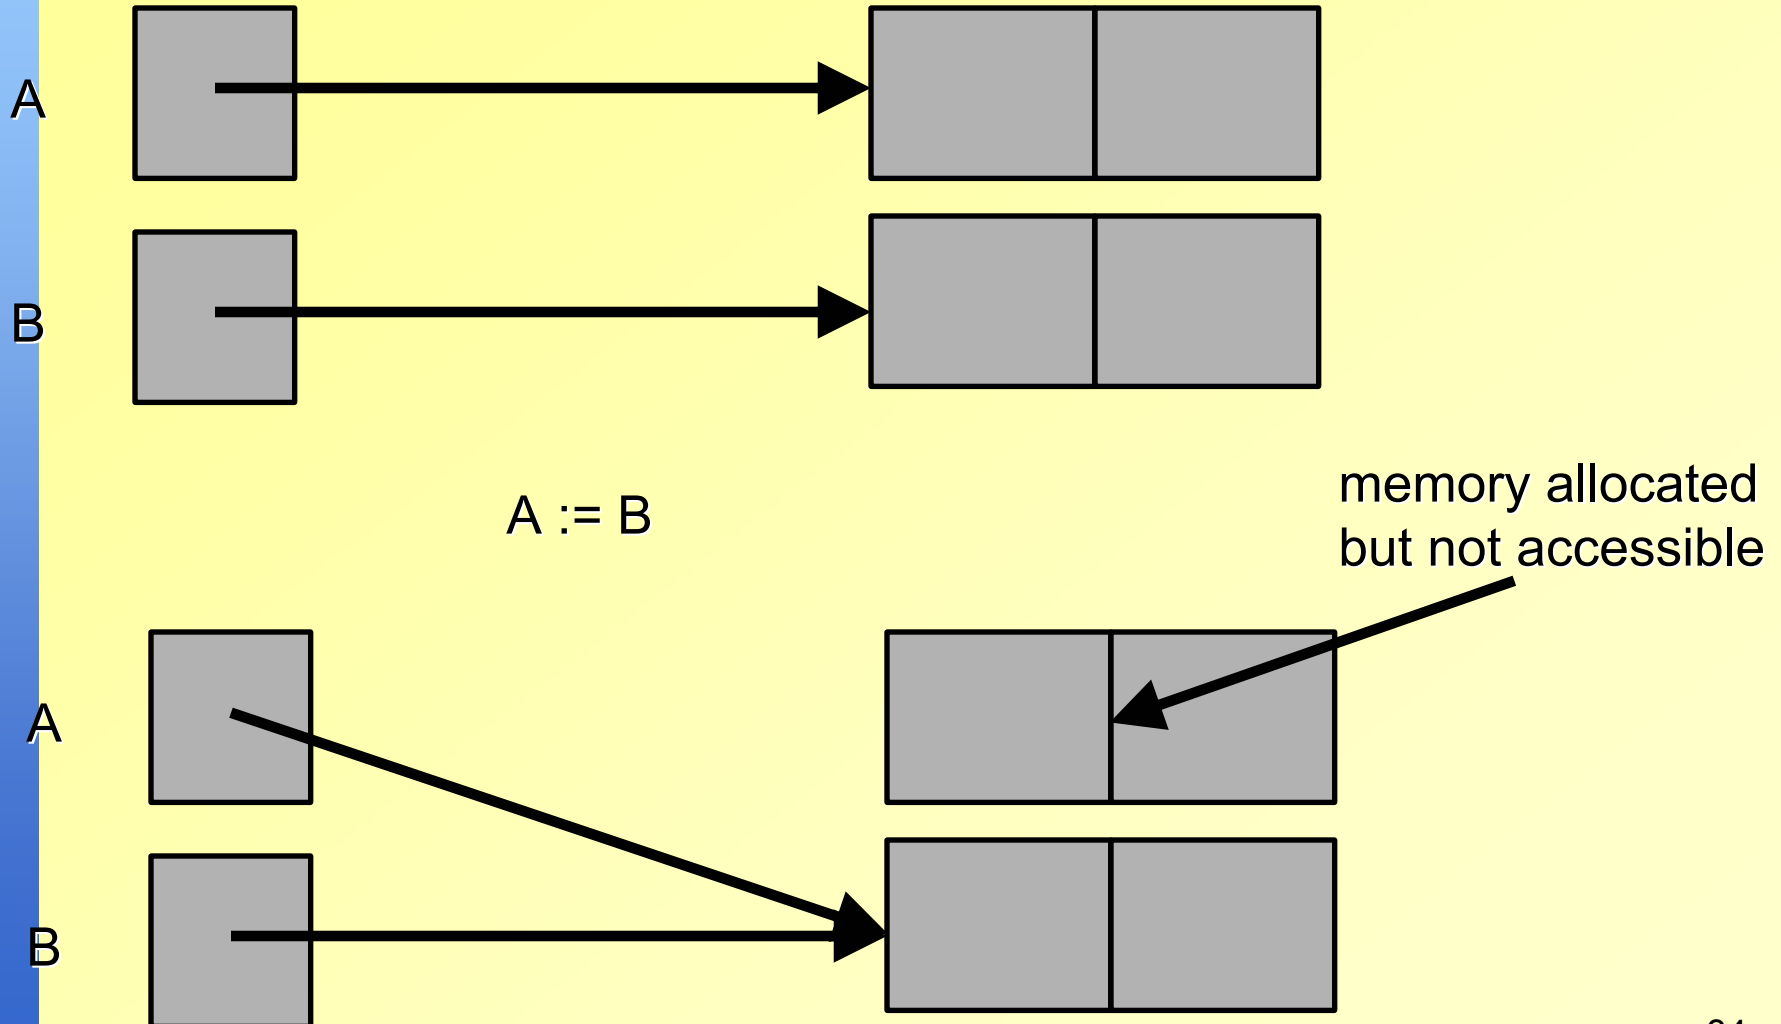 A
B
A := B
memory allocated
but not accessible
A
B